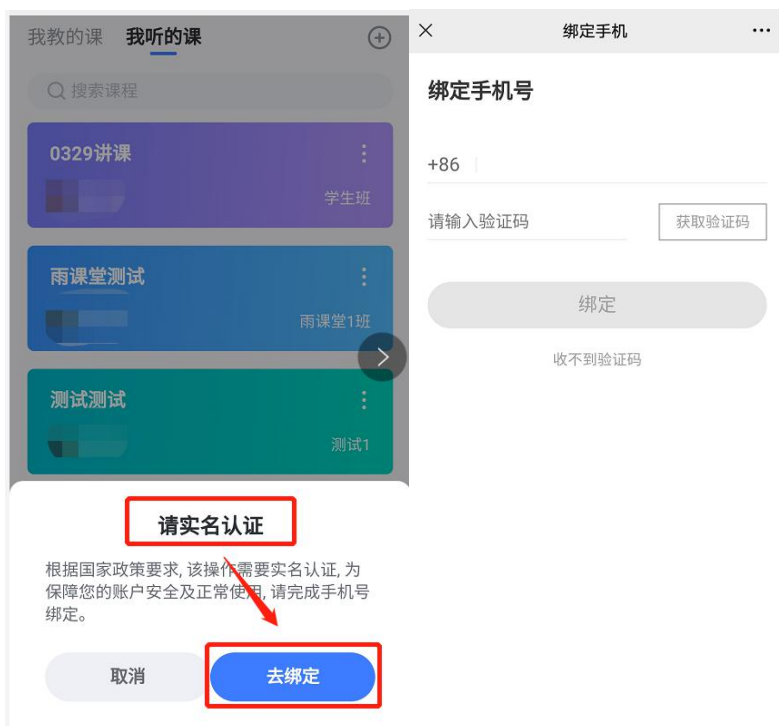 我教的课 我听的课
搜索课程
0329讲课
学生班
雨课堂测试
雨课堂1班
测试测试
测试1
请实名认证
根据国家政策要求, 该操作需要实名认证, 为
保障您的账户安全及正常使用, 请完成手机号
绑定。
取消 去绑定
绑定手机
绑定手机号
+86
请输入验证码 获取验证码
绑定
收不到验证码